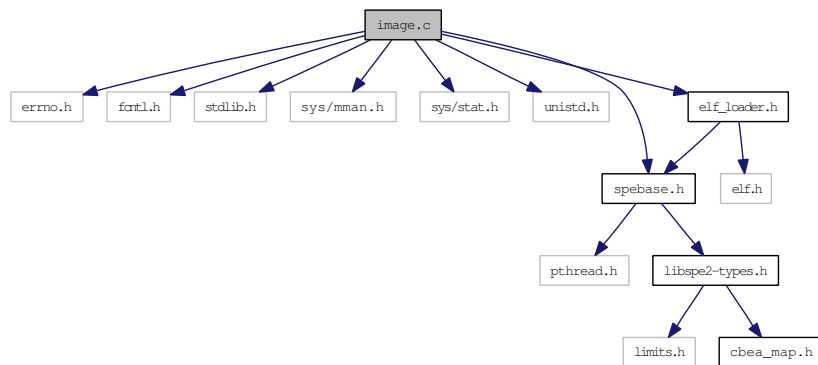 image.c
errno.h
fcntl.h
stdlib.h
sys/mman.h
sys/stat.h
unistd.h
elf_loader.h
spebase.h
elf.h
pthread.h
libspe2-types.h
limits.h
cbea_map.h